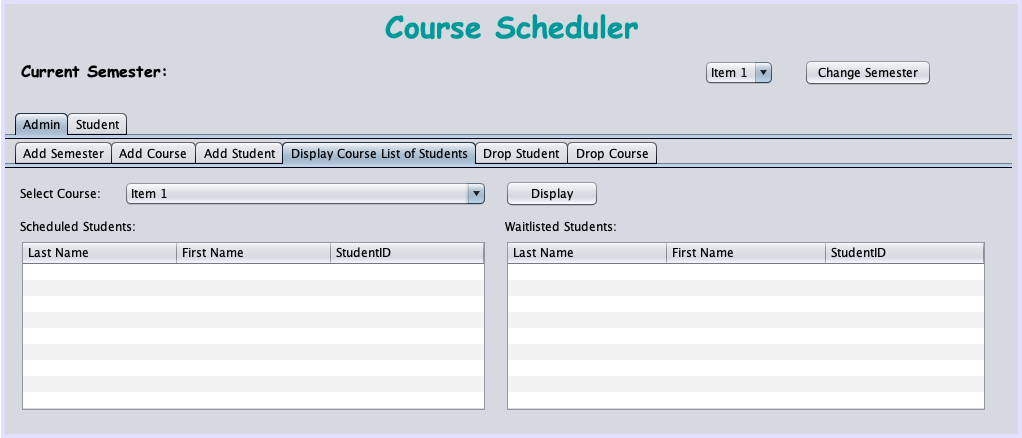 Course Scheduler
Current Semester:
Item 1
Change Semester
Admin Student
Add Semester Add Course Add Student Display Course List of Students Drop Student Drop Course
Select Course: Item 1 Display
Scheduled Students: Waitlisted Students:
Last Name First Name StudentID Last Name First Name StudentID